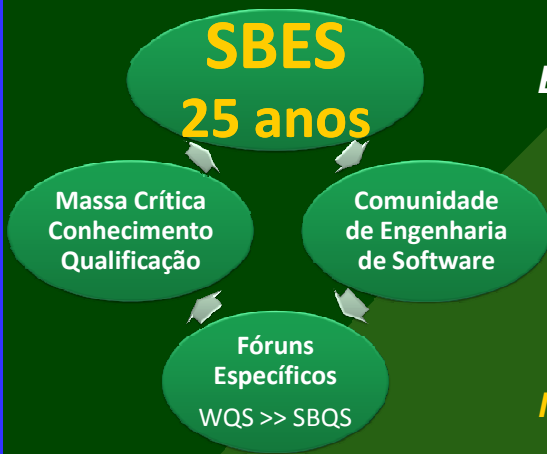 SBES
25 anos
Massa Crítica
Conhecimento
Qualificação
Comunidade
de Engenharia
de Software
Fóruns
Específicos
WQS >> SBQS